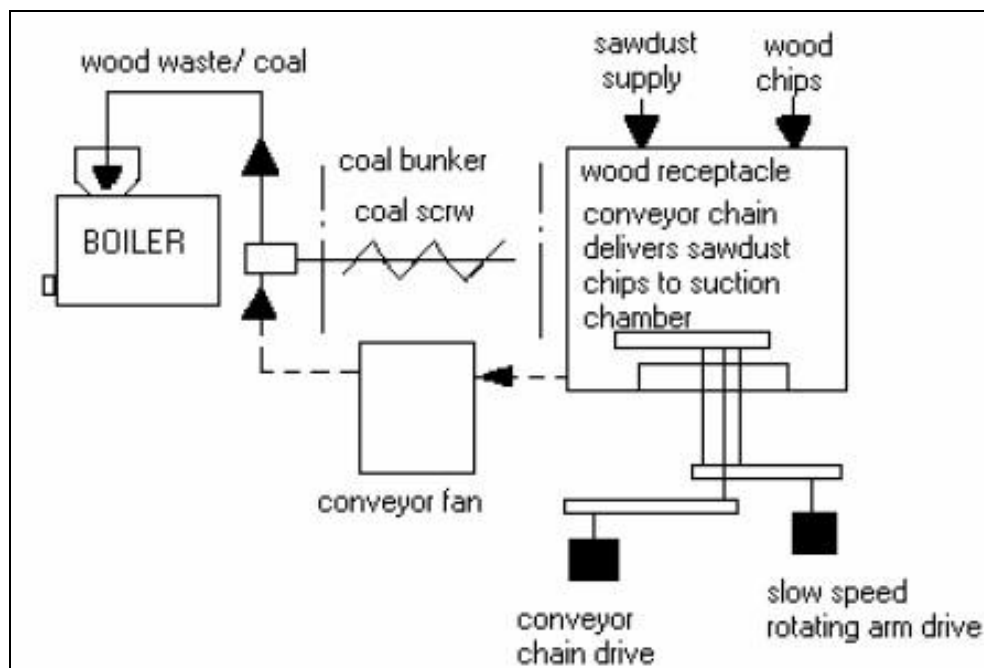 wood waste/ coal
sawdust
supply
wood
chips
BOILER
coal bunker
coal scrw
wood receptacle
conveyor chain
delivers sawdust
chips to suction
chamber
conveyor fan
conveyor
chain drive
slow speed
rotating arm drive